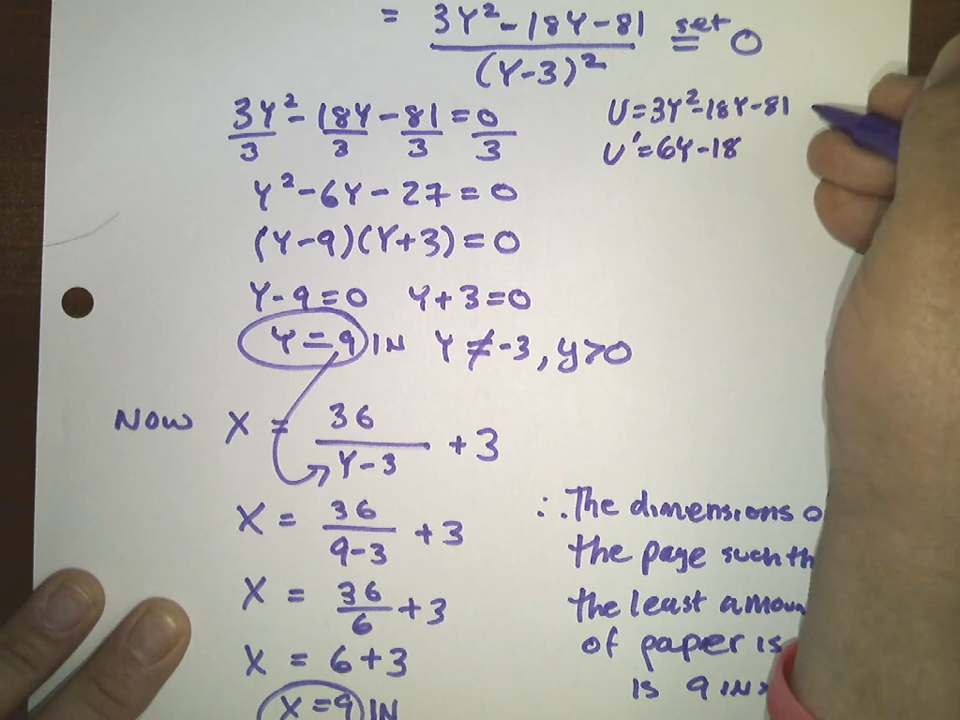 = 3Y² - 18Y - 81 / (Y-3)² set = 0
3Y²/3 - 18Y/3 - 81/3 = 0/3
U = 3Y² - 18Y - 81
U' = 6Y - 18
Y² - 6Y - 27 = 0
(Y-9)(Y+3) = 0
Y-9=0 Y+3=0
Y=9 IN Y≠-3, y>0
NOW X = 36/(Y-3) + 3
X = 36/(9-3) + 3
X = 36/6 + 3
X = 6+3
X=9 IN
∴ The dimensions
the page such
the least
of paper is
is 9 IN